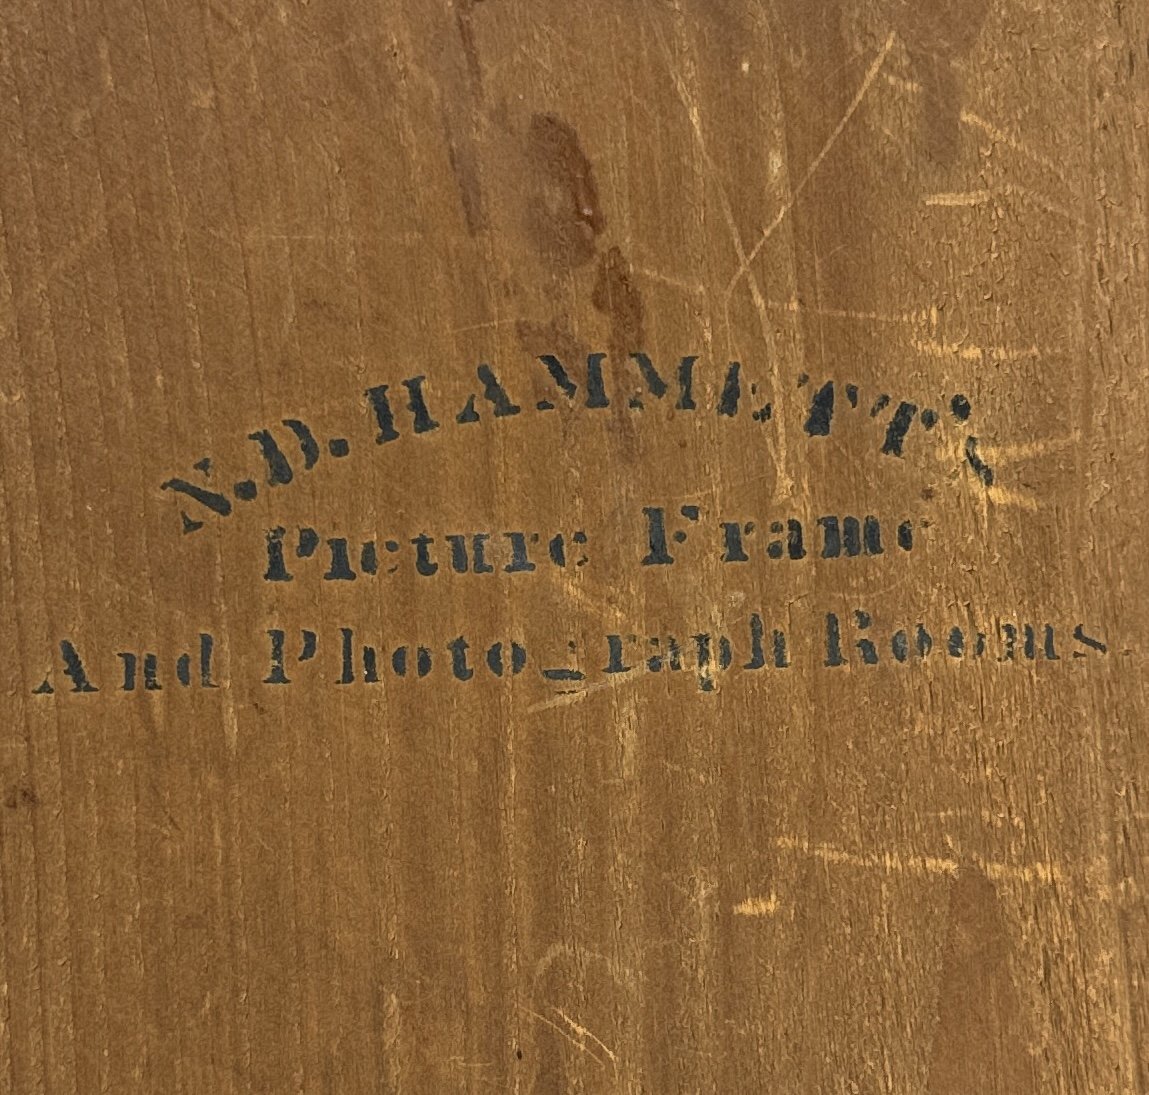 N.D. HAMMETT'S
Picture Frame
And Photograph Rooms.